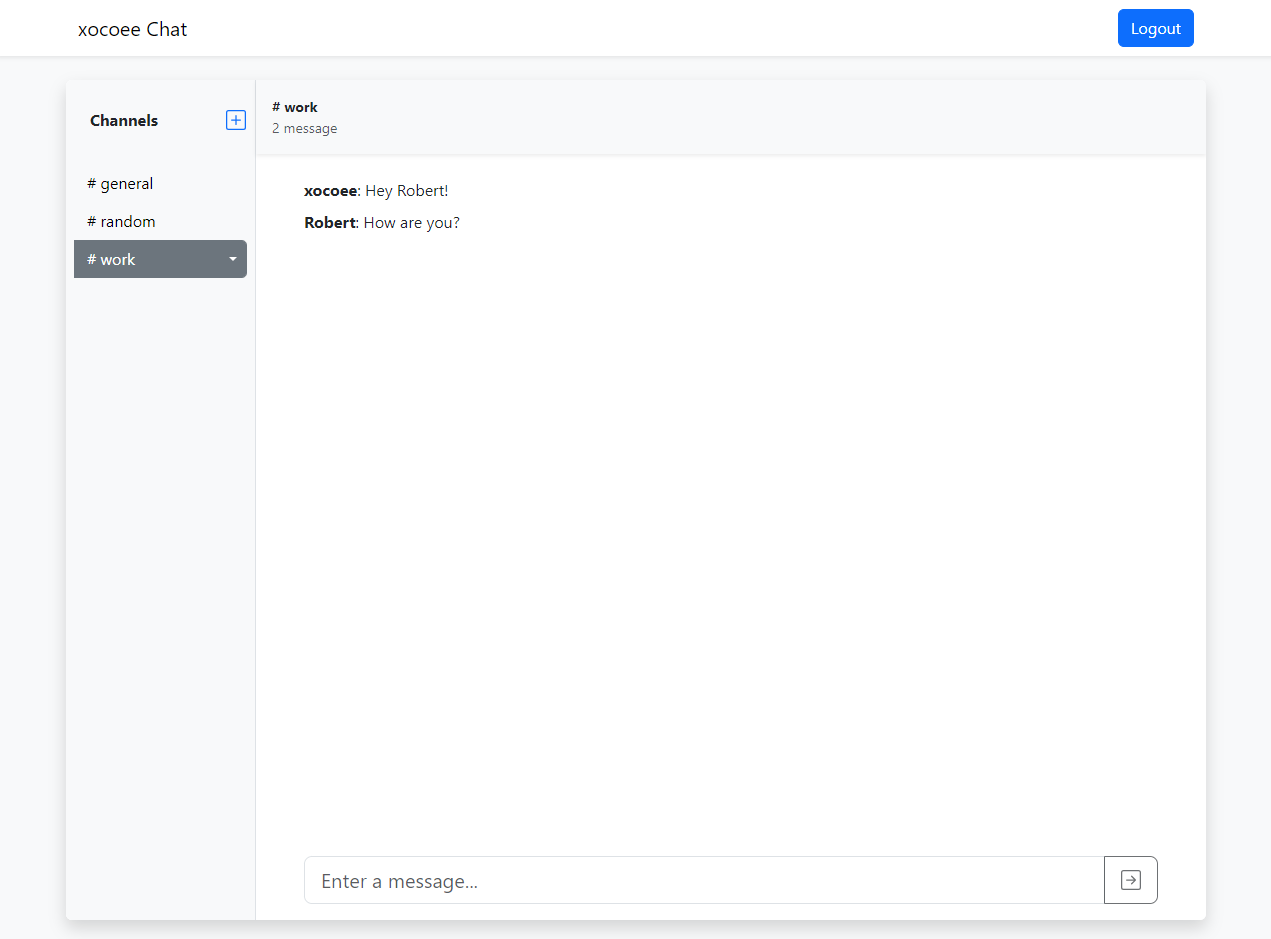 xocoee Chat
Logout
Channels
# general
# random
# work
# work
2 message
xocoee: Hey Robert!
Robert: How are you?
Enter a message...